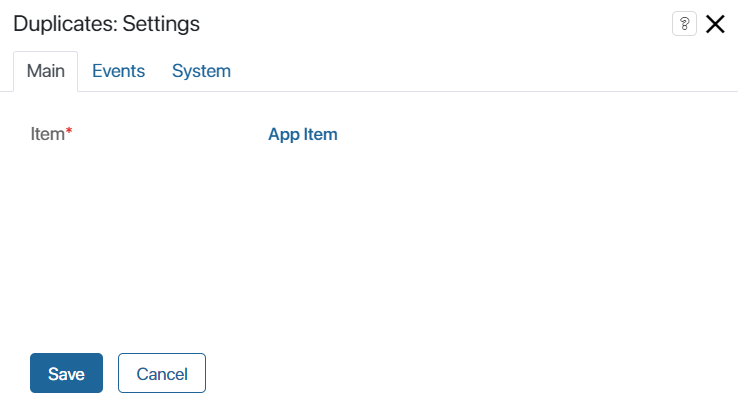 Duplicates: Settings
?
Main Events System
Item* App Item
Save Cancel